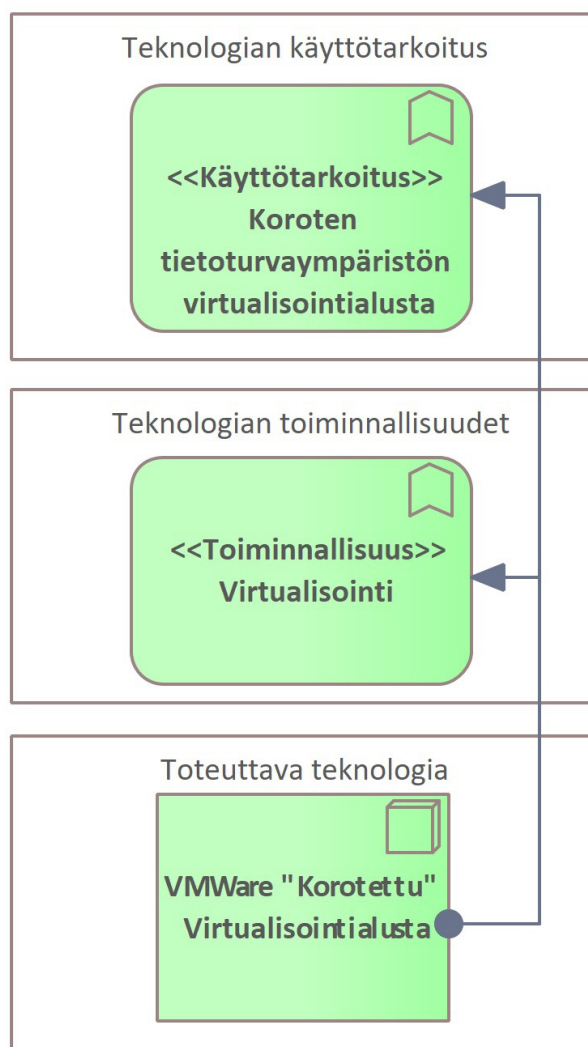 Teknologian käyttötarkoitus
<<Käyttötarkoitus>>
Koroten
tietoturvaympäristön
virtualisointialusta
Teknologian toiminnallisuudet
<<Toiminnallisuus>>
Virtualisointi
Toteuttava teknologia
VMWare "Korotettu"
Virtualisointialusta